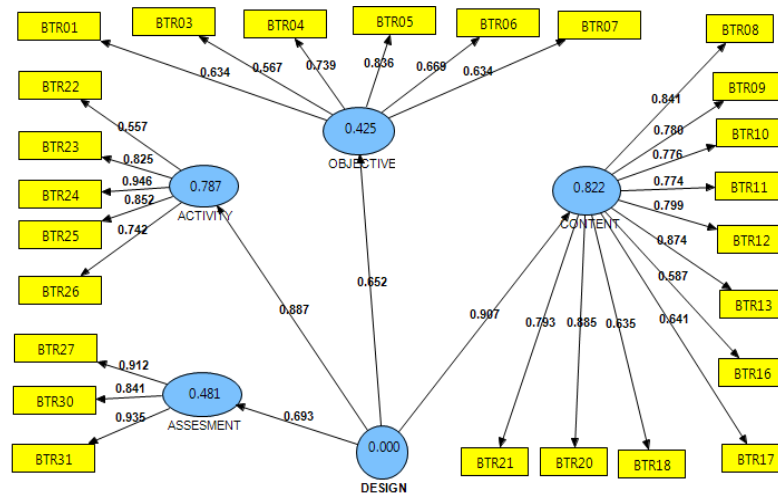 BTR01
BTR03
BTR04
BTR05
BTR06
BTR07
BTR08
0.634
0.567
0.739
0.836
0.669
0.634
0.841
BTR22
BTR09
0.557
0.780
BTR23
0.425
BTR10
0.825
OBJECTIVE
0.776
BTR24
0.946
0.787
0.822
0.774
BTR11
0.852
ACTIVITY
CONTENT
0.799
BTR25
BTR12
0.742
0.874
BTR26
BTR13
0.652
0.587
0.887
0.907
0.793
0.885
0.635
0.641
BTR27
0.912
BTR16
BTR30
0.841
0.481
0.693
0.935
ASSESMENT
BTR31
0.000
BTR21
BTR20
BTR18
BTR17
DESIGN